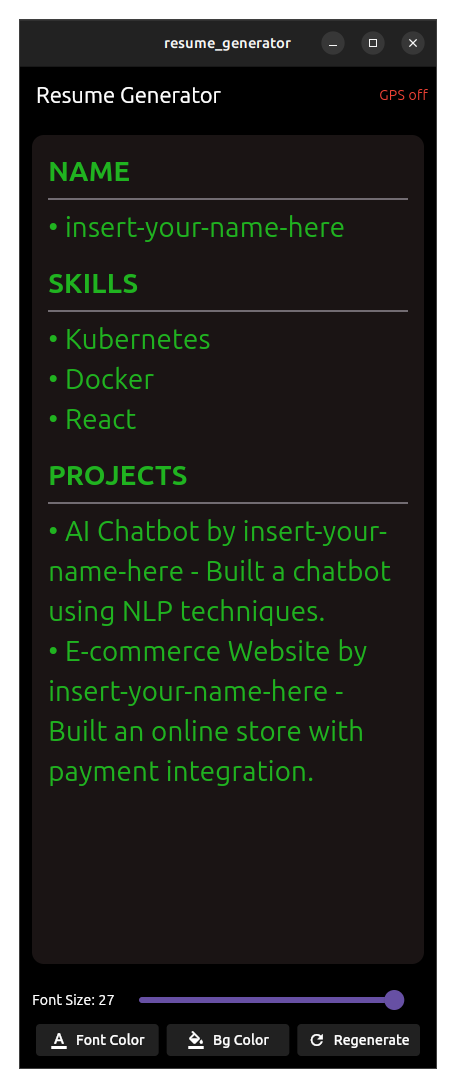 resume_generator
Resume Generator
GPS off
NAME
• insert-your-name-here
SKILLS
• Kubernetes
• Docker
• React
PROJECTS
• AI Chatbot by insert-your-
name-here - Built a chatbot
using NLP techniques.
• E-commerce Website by
insert-your-name-here -
Built an online store with
payment integration.
Font Size: 27
Font Color
Bg Color
Regenerate